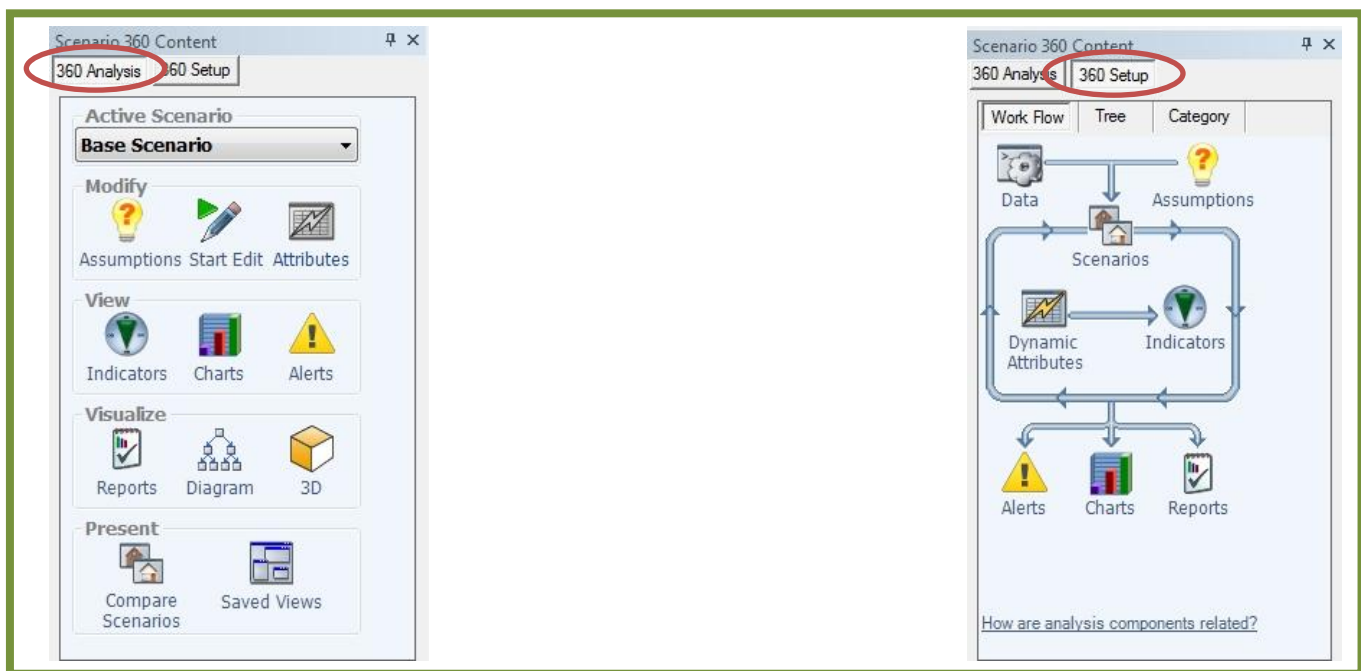 Scenario 360 Content
360 Analysis 360 Setup
Active Scenario
Base Scenario
Modify
Assumptions Start Edit Attributes
View
Indicators Charts Alerts
Visualize
Reports Diagram 3D
Present
Compare Scenarios Saved Views
Scenario 360 Content
360 Analysis 360 Setup
Work Flow Tree Category
Data Assumptions
Scenarios
Dynamic Attributes Indicators
Alerts Charts Reports
How are analysis components related?